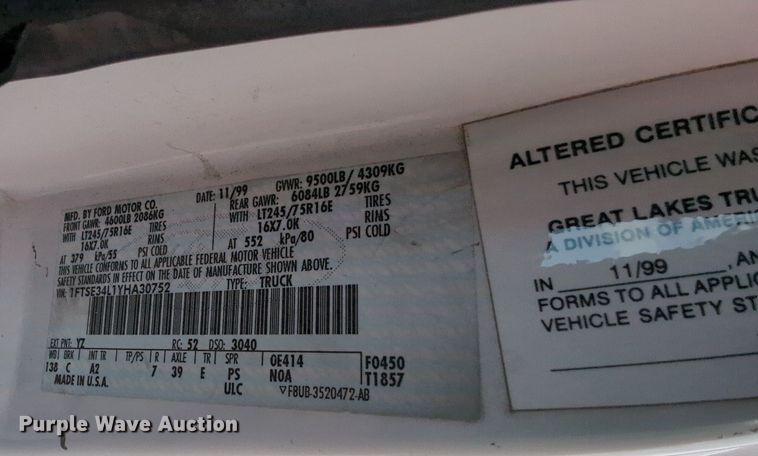 MFD. BY FORD MOTOR CO.
DATE: 11/99
GVWR: 9500LB/ 4309KG
FRONT GAWR: 4600LB 2086KG
REAR GAWR: 6084LB 2759KG
WITH LT245/75R16E TIRES
WITH LT245/75R16E TIRES
16X7.0K RINS
16X7.0K RINS
AT 379 kPa/55 PSI COLD
AT 552 kPa/80 PSI COLD
THIS VEHICLE CONFORMS TO ALL APPLICABLE FEDERAL MOTOR VEHICLE
SAFETY STANDARDS IN EFFECT ON THE DATE OF MANUFACTURE SHOWN ABOVE.
VIN: 1FTSE34L1YHA30752
TYPE: TRUCK
EXT PNT: YZ RC: 52 DSO: 3040
WB BRK INT TR TP/PS R AXLE TR SPR 0E414 F0450
138 C A2 7 39 E PS N0A T1857
MADE IN U.S.A. ULC ▽F8UB-3520472-AB
ALTERED CERTIFIC
THIS VEHICLE WAS
GREAT LAKES TRU
A DIVISION OF AMERI
IN 11/99, AN
FORMS TO ALL APPLIC
VEHICLE SAFETY ST
Purple Wave Auction